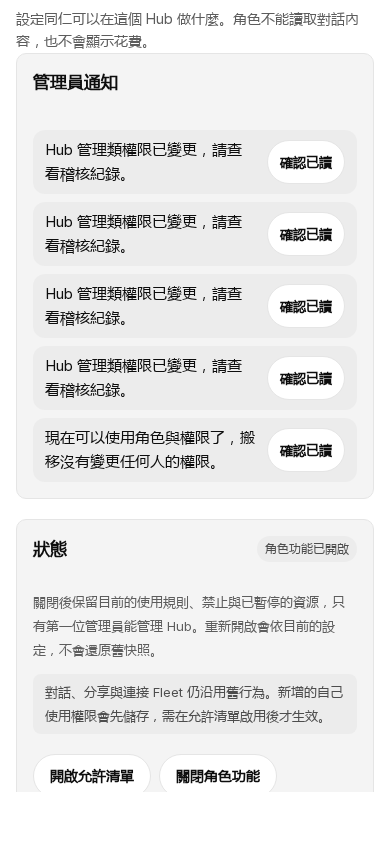 設定同仁可以在這個 Hub 做什麼。角色不能讀取對話內
容，也不會顯示花費。
管理員通知
Hub 管理類權限已變更，請查
看稽核紀錄。
確認已讀
Hub 管理類權限已變更，請查
看稽核紀錄。
確認已讀
Hub 管理類權限已變更，請查
看稽核紀錄。
確認已讀
Hub 管理類權限已變更，請查
看稽核紀錄。
確認已讀
現在可以使用角色與權限了，搬
移沒有變更任何人的權限。
確認已讀
狀態
角色功能已開啟
關閉後保留目前的使用規則、禁止與已暫停的資源，只
有第一位管理員能管理 Hub。重新開啟會依目前的設
定，不會還原舊快照。
對話、分享與連接 Fleet 仍沿用舊行為。新增的自己
使用權限會先儲存，需在允許清單啟用後才生效。
開啟允許清單
關閉角色功能